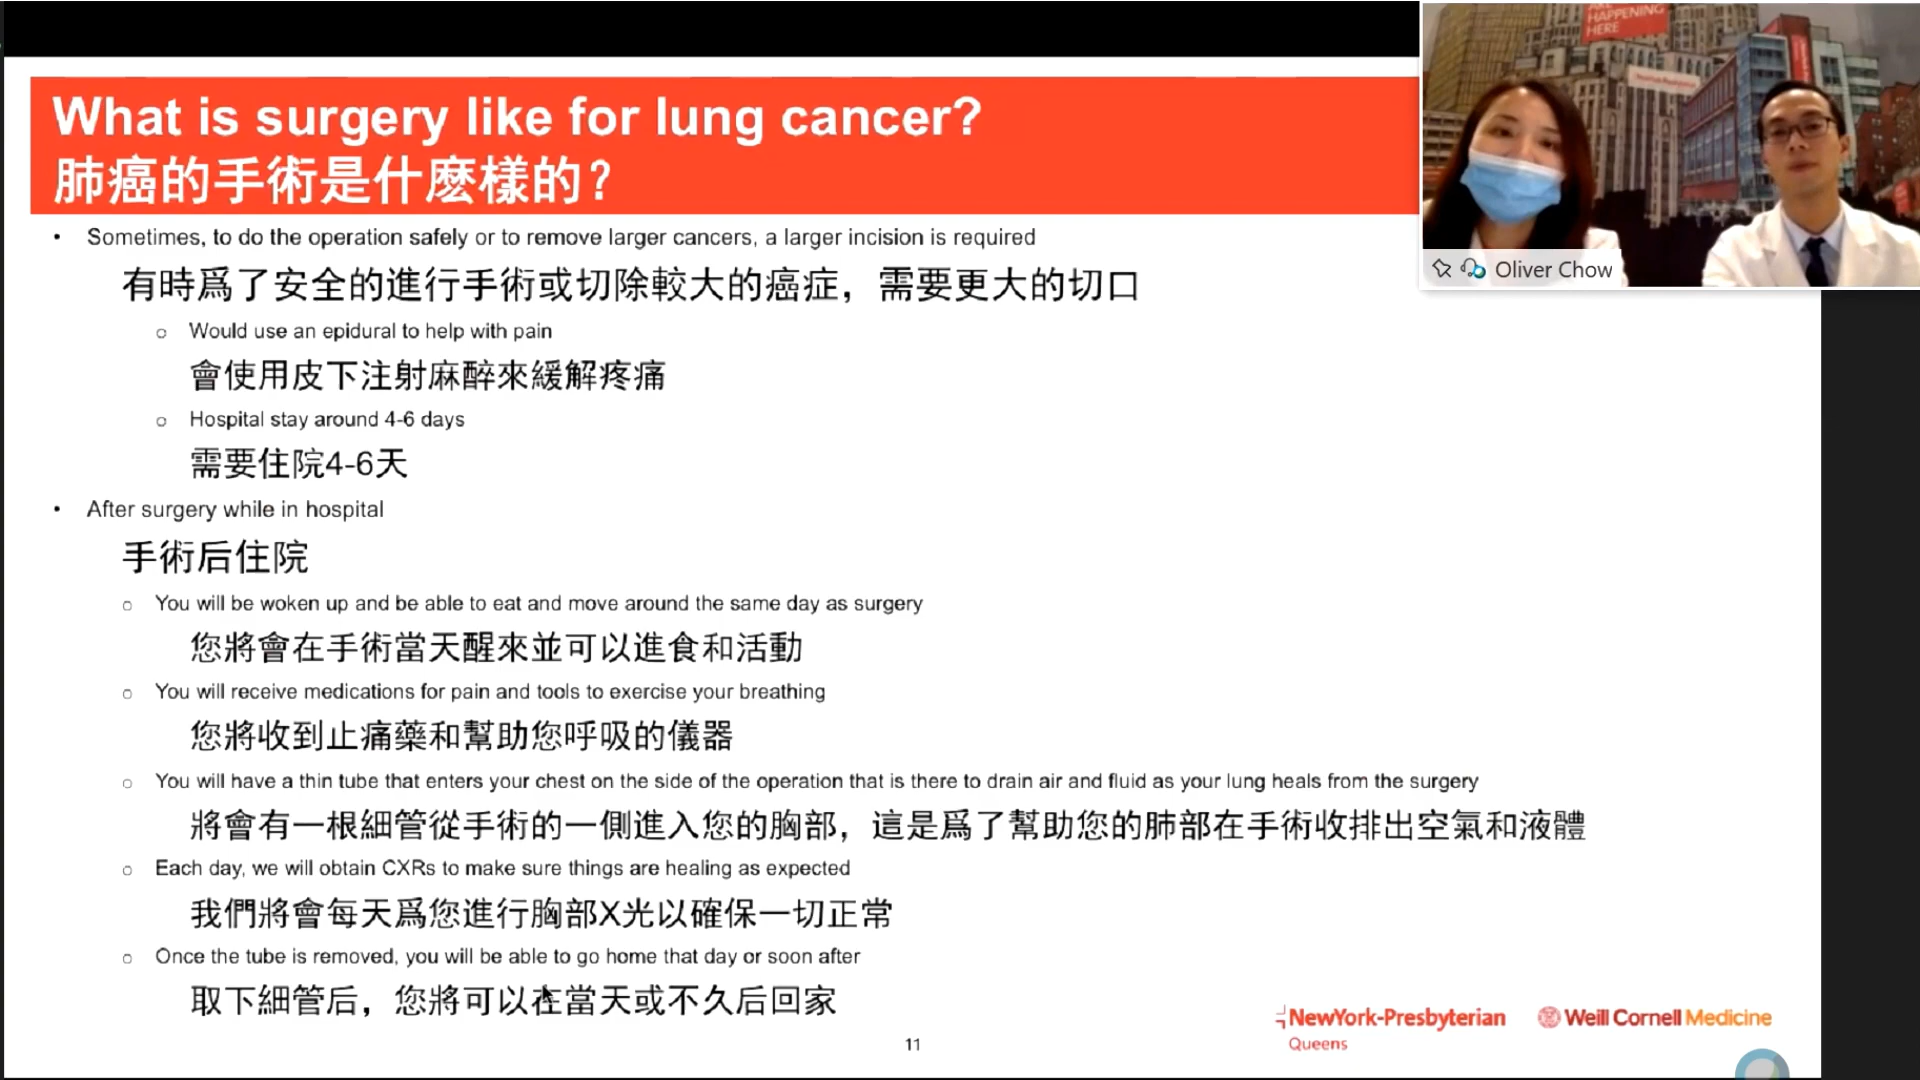 What is surgery like for lung cancer?
肺癌的手術是什麽樣的?
• Sometimes, to do the operation safely or to remove larger cancers, a larger incision is required
有時爲了安全的進行手術或切除較大的癌症，需要更大的切口
○ Would use an epidural to help with pain
會使用皮下注射麻醉來緩解疼痛
○ Hospital stay around 4-6 days
需要住院4-6天
• After surgery while in hospital
手術后住院
○ You will be woken up and be able to eat and move around the same day as surgery
您將會在手術當天醒來並可以進食和活動
○ You will receive medications for pain and tools to exercise your breathing
您將收到止痛藥和幫助您呼吸的儀器
○ You will have a thin tube that enters your chest on the side of the operation that is there to drain air and fluid as your lung heals from the surgery
將會有一根細管從手術的一側進入您的胸部，這是爲了幫助您的肺部在手術收排出空氣和液體
○ Each day, we will obtain CXRs to make sure things are healing as expected
我們將會每天爲您進行胸部X光以確保一切正常
○ Once the tube is removed, you will be able to go home that day or soon after
取下細管后，您將可以在當天或不久后回家
11
NewYork-Presbyterian
Queens
Weill Cornell Medicine
HAPPENING
HERE
Oliver Chow